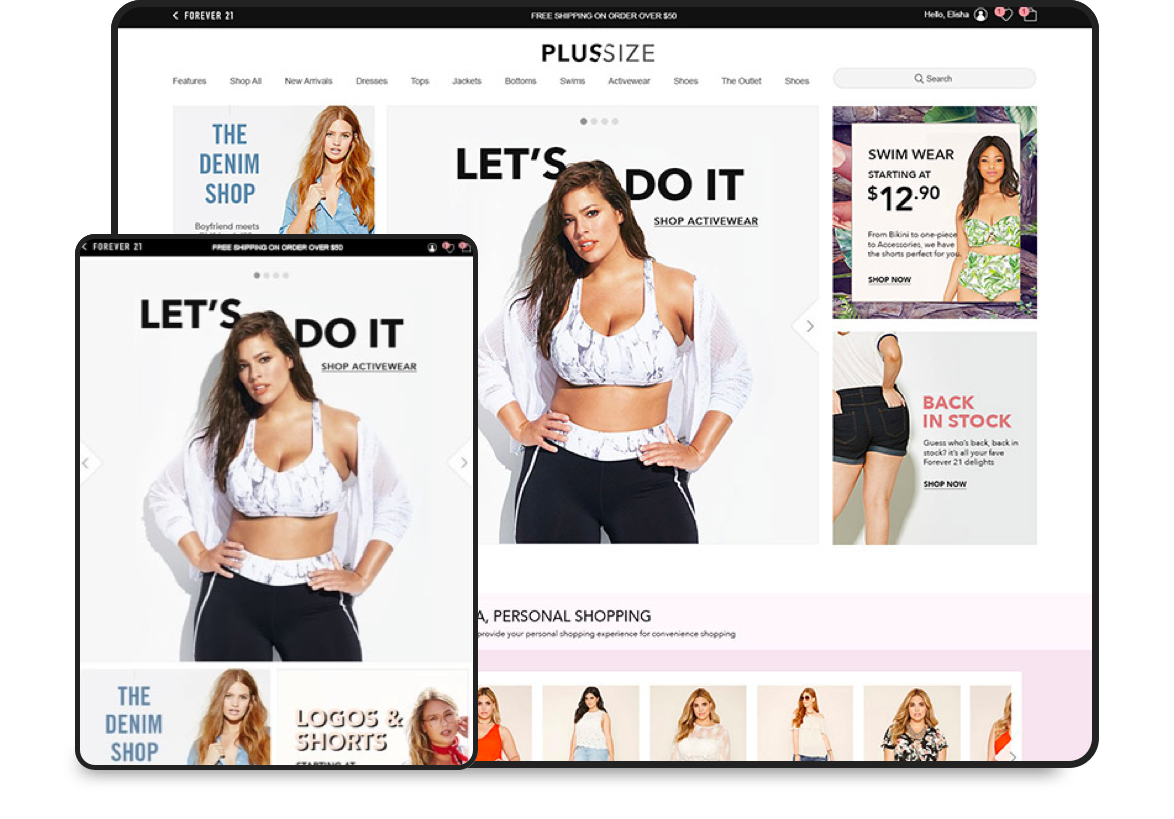 FOREVER 21
FREE SHIPPING ON ORDER OVER $50
Hello, Elisha
1
1
PLUSSIZE
Features Shop All New Arrivals Dresses Tops Jackets Bottoms Swims Activewear Shoes The Outlet Shoes
Search
THE
DENIM
SHOP
Boyfriend meets
LET'S
DO IT
SHOP ACTIVEWEAR
SWIM WEAR
STARTING AT
$12.90
From Bikini to one-piece
to Accessories, we have
the shorts perfect for you.
SHOP NOW
BACK
IN STOCK
Guess who's back, back in
stock? it's all your fave
Forever 21 delights
SHOP NOW
A, PERSONAL SHOPPING
provide your personal shopping experience for convenience shopping
FOREVER 21
FREE SHIPPING ON ORDER OVER $50
LET'S
DO IT
SHOP ACTIVEWEAR
THE
DENIM
SHOP
LOGOS &
SHORTS
STARTING AT